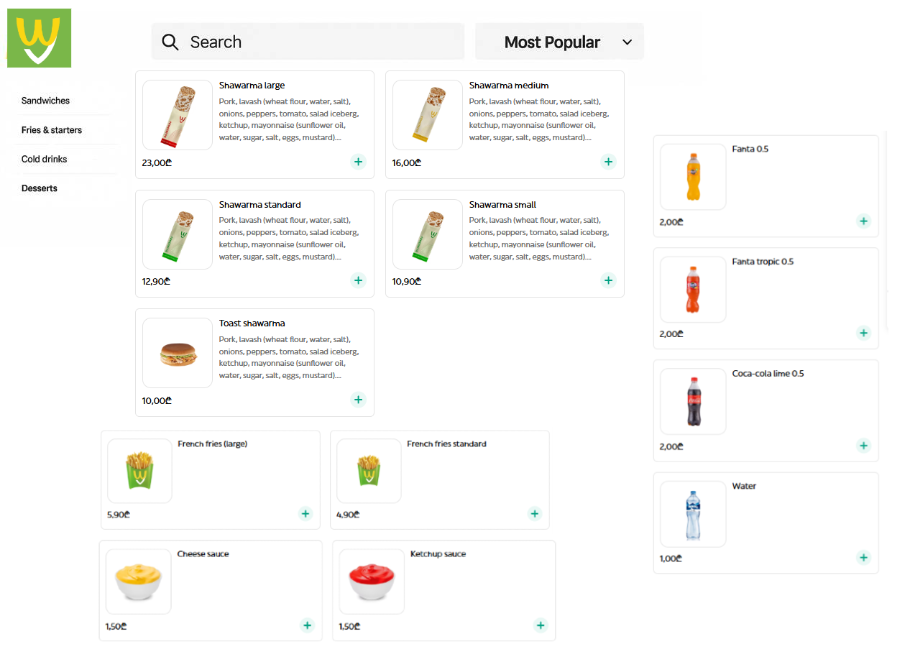 Search
Most Popular
Sandwiches
Fries & starters
Cold drinks
Desserts
Shawarma large
Pork, lavash (wheat flour, water, salt),
onions, peppers, tomato, salad iceberg,
ketchup, mayonnaise (sunflower oil,
water, sugar, salt, eggs, mustard)...
23,00₾
Shawarma medium
Pork, lavash (wheat flour, water, salt),
onions, peppers, tomato, salad iceberg,
ketchup, mayonnaise (sunflower oil,
water, sugar, salt, eggs, mustard)...
16,00₾
Shawarma standard
Pork, lavash (wheat flour, water, salt),
onions, peppers, tomato, salad iceberg,
ketchup, mayonnaise (sunflower oil,
water, sugar, salt, eggs, mustard)...
12,90₾
Shawarma small
Pork, lavash (wheat flour, water, salt),
onions, peppers, tomato, salad iceberg,
ketchup, mayonnaise (sunflower oil,
water, sugar, salt, eggs, mustard)...
10,90₾
Toast shawarma
Pork, lavash (wheat flour, water, salt),
onions, peppers, tomato, salad iceberg,
ketchup, mayonnaise (sunflower oil,
water, sugar, salt, eggs, mustard)...
10,00₾
French fries (large)
5,90₾
French fries standard
4,90₾
Cheese sauce
1,50₾
Ketchup sauce
1,50₾
Fanta 0.5
2,00₾
Fanta tropic 0.5
2,00₾
Coca-cola lime 0.5
2,00₾
Water
1,00₾